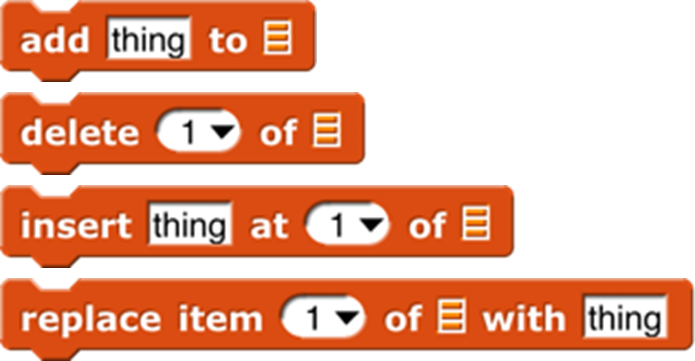 add thing to
delete 1 of
insert thing at 1 of
replace item 1 of with thing